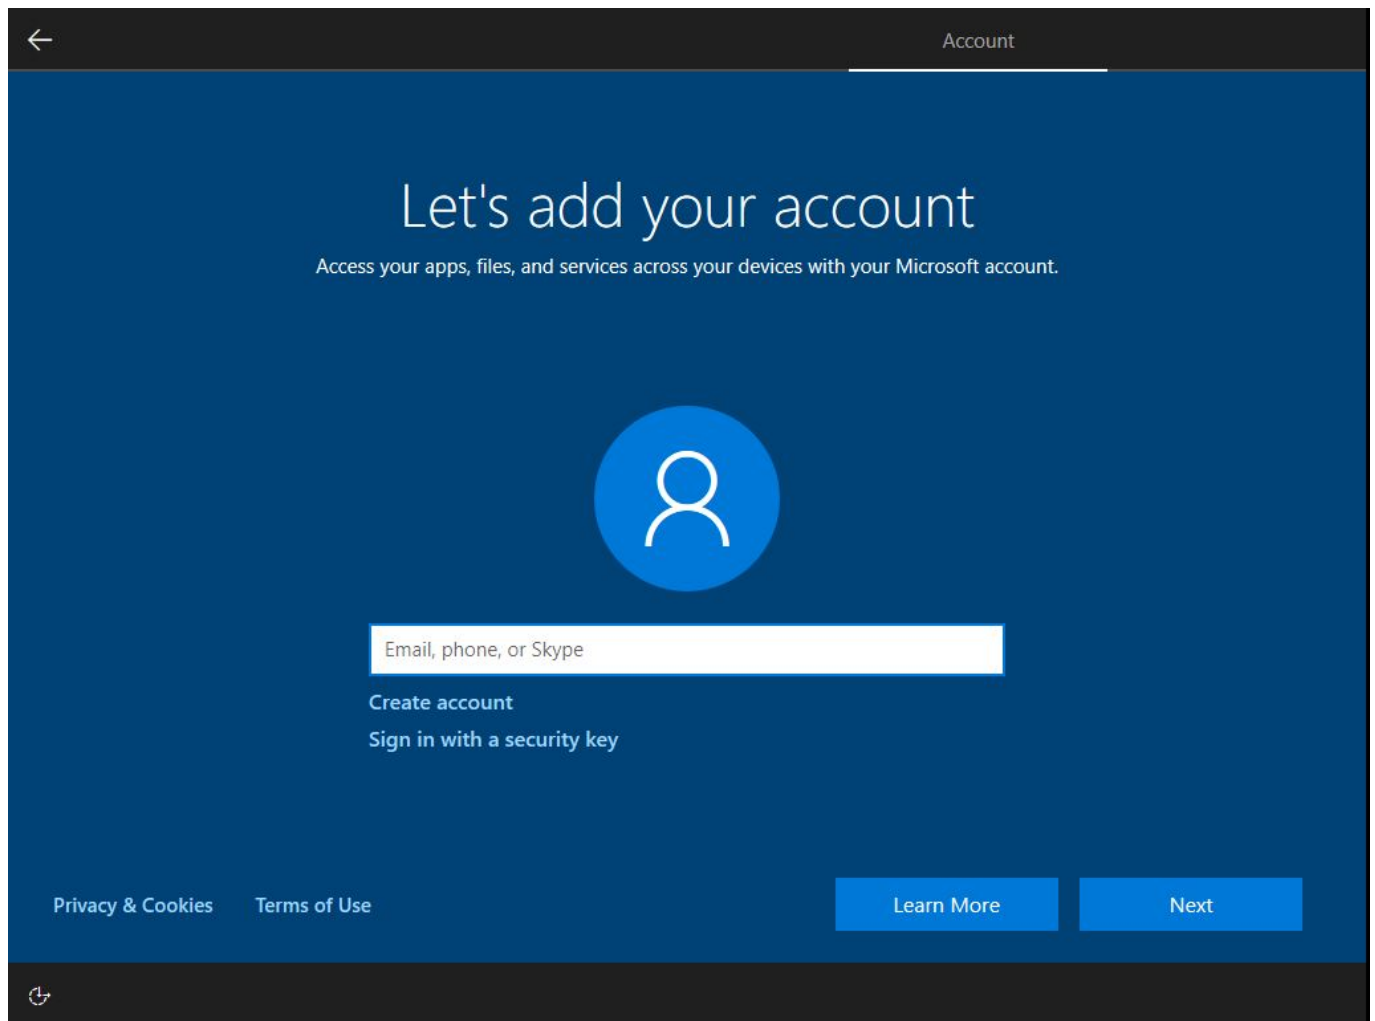 Account
Let's add your account
Access your apps, files, and services across your devices with your Microsoft account.
Email, phone, or Skype
Create account
Sign in with a security key
Privacy & Cookies
Terms of Use
Learn More
Next